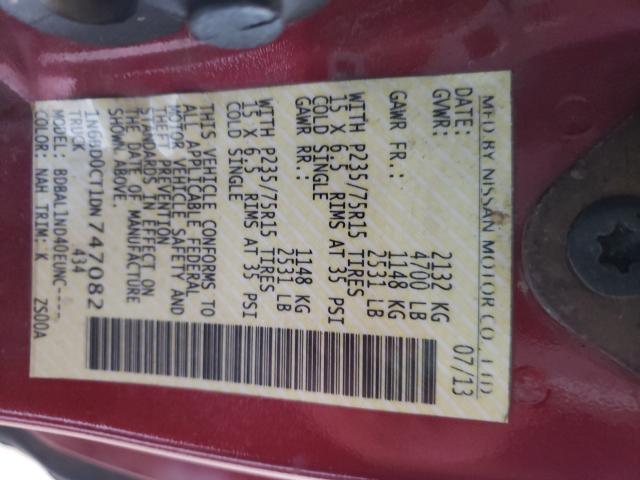 MFD BY NISSAN MOTOR CO., LTD
DATE: 07/13
GVWR: 2132 KG
4700 LB
GAWR FR.: 1148 KG
2531 LB
WITH P235/75R15 TIRES
15 X 6.5 RIMS AT 35 PSI
COLD SINGLE
GAWR RR.: 1148 KG
2531 LB
WITH P235/75R15 TIRES
15 X 6.5 RIMS AT 35 PSI
COLD SINGLE
THIS VEHICLE CONFORMS TO
ALL APPLICABLE FEDERAL
MOTOR VEHICLE SAFETY AND
THEFT PREVENTION
STANDARDS IN EFFECT ON
THE DATE OF MANUFACTURE
SHOWN ABOVE.
1N6BD0CT1DN747082
TRUCK 434
MODEL: BDBAL1ND40EUNC----
COLOR: NAH TRIM: K 2S00A